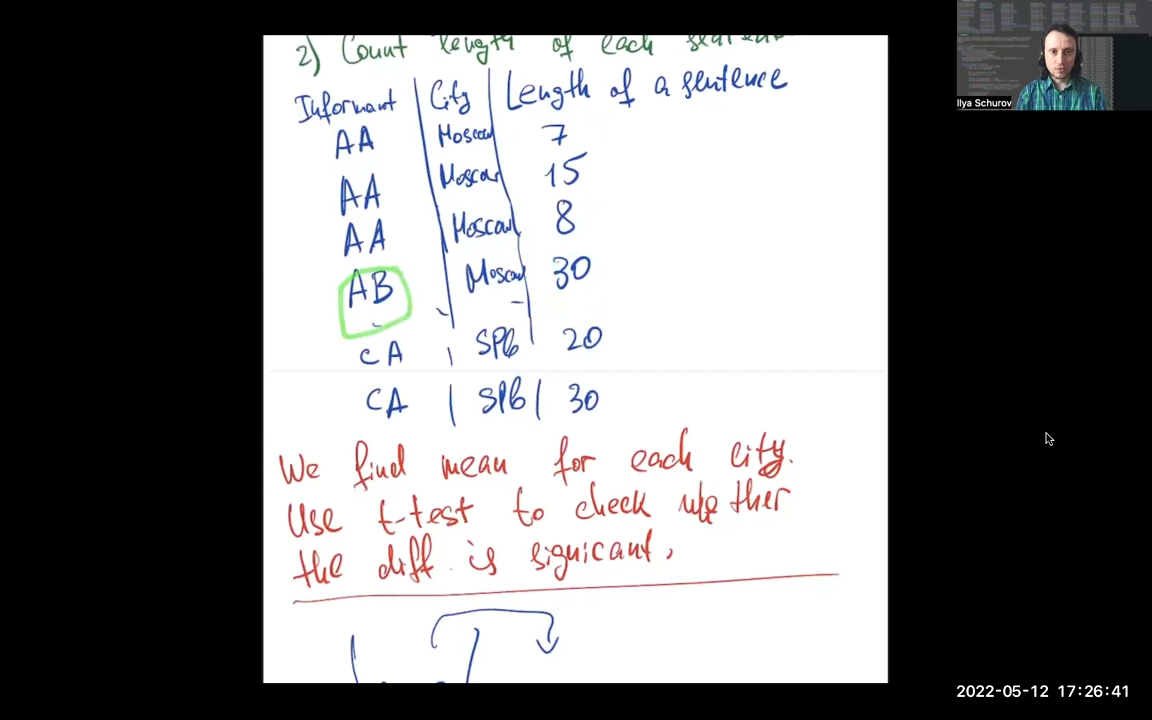 2) Count length of each
Informant | City | Length of a sentence
AA Moscow 7
AA Moscow 15
AA Moscow 8
AB Moscow 30
CA | SPb 20
CA | SPb | 30
We find mean for each city.
Use t-test to check whether
the diff. is signicant.
Ilya Schurov
2022-05-12 17:26:41